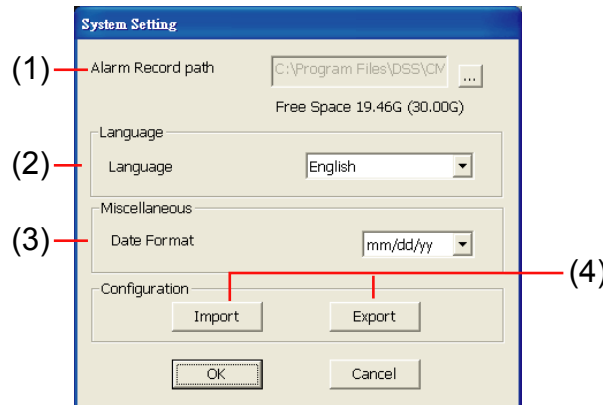 System Setting
(1) Alarm Record path C:\Program Files\DSS\CM ...
Free Space 19.46G (30.00G)
Language
(2) Language English
Miscellaneous
(3) Date Format mm/dd/yy
(4)
Configuration
Import Export
OK Cancel